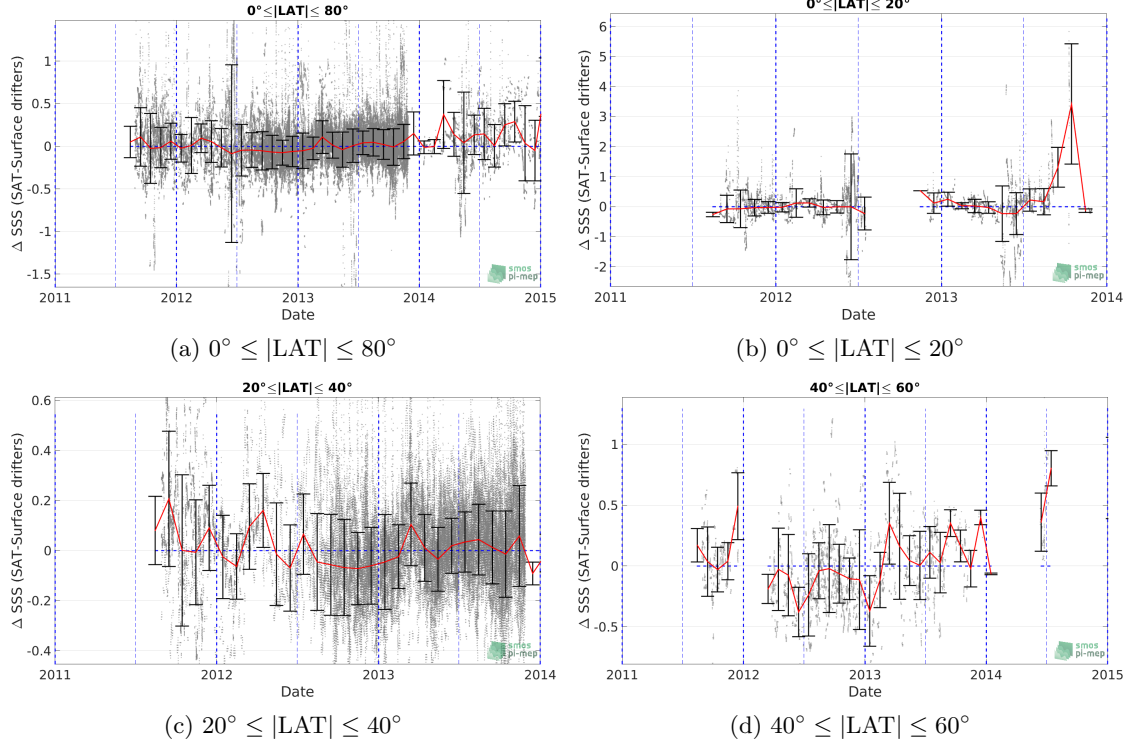 0°≤|LAT|≤ 80°
Δ SSS (SAT-Surface drifters)
1
0.5
0
-0.5
-1
-1.5
2011 2012 2013 2014 2015
Date
smos
pi-mep
(a) 0° ≤ |LAT| ≤ 80°
0°≤|LAT|≤ 20°
Δ SSS (SAT-Surface drifters)
6
5
4
3
2
1
0
-1
-2
2011 2012 2013 2014
Date
smos
pi-mep
(b) 0° ≤ |LAT| ≤ 20°
20°≤|LAT|≤ 40°
Δ SSS (SAT-Surface drifters)
0.6
0.4
0.2
0
-0.2
-0.4
2011 2012 2013 2014
Date
smos
pi-mep
(c) 20° ≤ |LAT| ≤ 40°
40°≤|LAT|≤ 60°
Δ SSS (SAT-Surface drifters)
1
0.5
0
-0.5
2011 2012 2013 2014 2015
Date
smos
pi-mep
(d) 40° ≤ |LAT| ≤ 60°